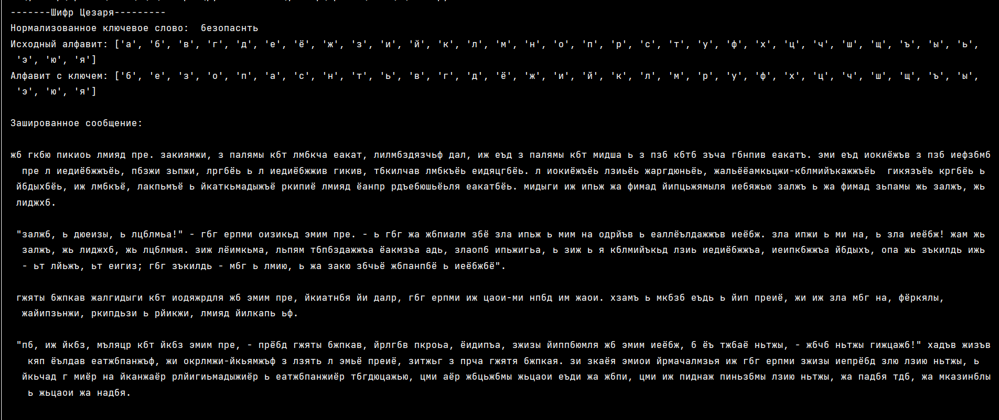 -------Шифр Цезаря---------
Нормализованное ключевое слово:  безопаснть
Исходный алфавит: ['а', 'б', 'в', 'г', 'д', 'е', 'ё', 'ж', 'з', 'и', 'й', 'к', 'л', 'м', 'н', 'о', 'п', 'р', 'с', 'т', 'у', 'ф', 'х', 'ц', 'ч', 'ш', 'щ', 'ъ', 'ы', 'ь',
'э', 'ю', 'я']
Алфавит с ключем: ['б', 'е', 'з', 'о', 'п', 'а', 'с', 'н', 'т', 'ь', 'в', 'г', 'д', 'ё', 'ж', 'и', 'й', 'к', 'л', 'м', 'р', 'у', 'ф', 'х', 'ц', 'ч', 'ш', 'щ', 'ъ', 'ы',
'э', 'ю', 'я']
Зашированное сообщение:
жб гкбю пикиоь лмияд пре. закиямжи, з палямы кбт лмбкча еакат, лилмбздязчьф дал, иж еъд з палямы кбт мидша ь з пзб кбтб зъча гбнпив еакатъ. эми еъд иокиёжъв з пзб иефзбмб
пре л иедиёбжжъёь, пбзжи зьпжи, лргбёь ь л иедиёбжжив гикив, тбкилчав лмбкъёь еидяцгбёь. л иокиёжъёь лзиьёь жаргдюньёь, жальёёамкьцжи-кблмийъкажжъёь  гикязъёь кргбёь ь
йбдыхбёь, иж лмбкъё, лакпьмъё ь йкаткьмадыжъё ркипиё лмияд ёанпр рдъебюшьёьля еакатбёь. мидыги иж ипьж жа фимад йипцьжямыля иебяжью залжъ ь жа фимад зьпамы жь залжъ, жь
лиджхб.
"залжб, ь дюеизы, ь лцблмьа!" - гбг ерпми оизикьд эмим пре. - ь гбг жа жбпиалм збё зла ипьж ь мим на одрйъв ь еаллёълдажжъв иеёбж. зла ипжи ь ми на, ь зла иеёбж! жам жь
залжъ, жь лиджхб, жь лцблмыя. зиж лёимкьма, льпям тбпбздажжъа ёакмзъа адь, злаопб ипьжигьа, ь зиж ь я кблмийъкьд лзиь иедиёбжжъа, иеипкбжжъа йбдыхъ, опа жь зъкилдь ижь
- ьт лйьжъ, ьт еигиз; гбг зъкилдь - мбг ь лмию, ь жа закю збчьё жбпанпбё ь иеёбжбё".
гжяты бжпкав жалгидыги кбт иодяжрдля жб эмим пре, йкиатнбя йи далр, гбг ерпми иж цаои-ми нпбд им жаои. хзамъ ь мкбзб еъдь ь йип преиё, жи иж зла мбг на, фёркялы,
жайипзьнжи, ркипдьзи ь рйикжи, лмияд йилкапь ьф.
"пб, иж йкбз, мъляцр кбт йкбз эмим пре, - прёбд гжяты бжпкав, йрлгбв пкроьа, ёидипъа, зжизы йиппбюмля жб эмим иеёбж, б ёъ тжбаё ньтжы, - жбчб ньтжы гижцажб!" хадъв жизъв
кяп ёълдав еатжбпанжъф, жи окрлмжи-йкьямжъф з лзять л эмьё преиё, зитжьг з прча гжятя бжпкая. зи зкаёя эмиои йрмачалмзья иж гбг ерпми зжизы иепрёбд злю лзию ньтжы, ь
йкьчад г миёр на йканжаёр рлйигиьмадыжиёр ь еатжбпанжиёр тбгдюцажью, цми аёр жбцьжбмы жьцаои еъди жа жбпи, цми иж пиднаж пиньзбмы лзию ньтжы, жа падбя тдб, жа мказинблы
ь жьцаои жа надбя.